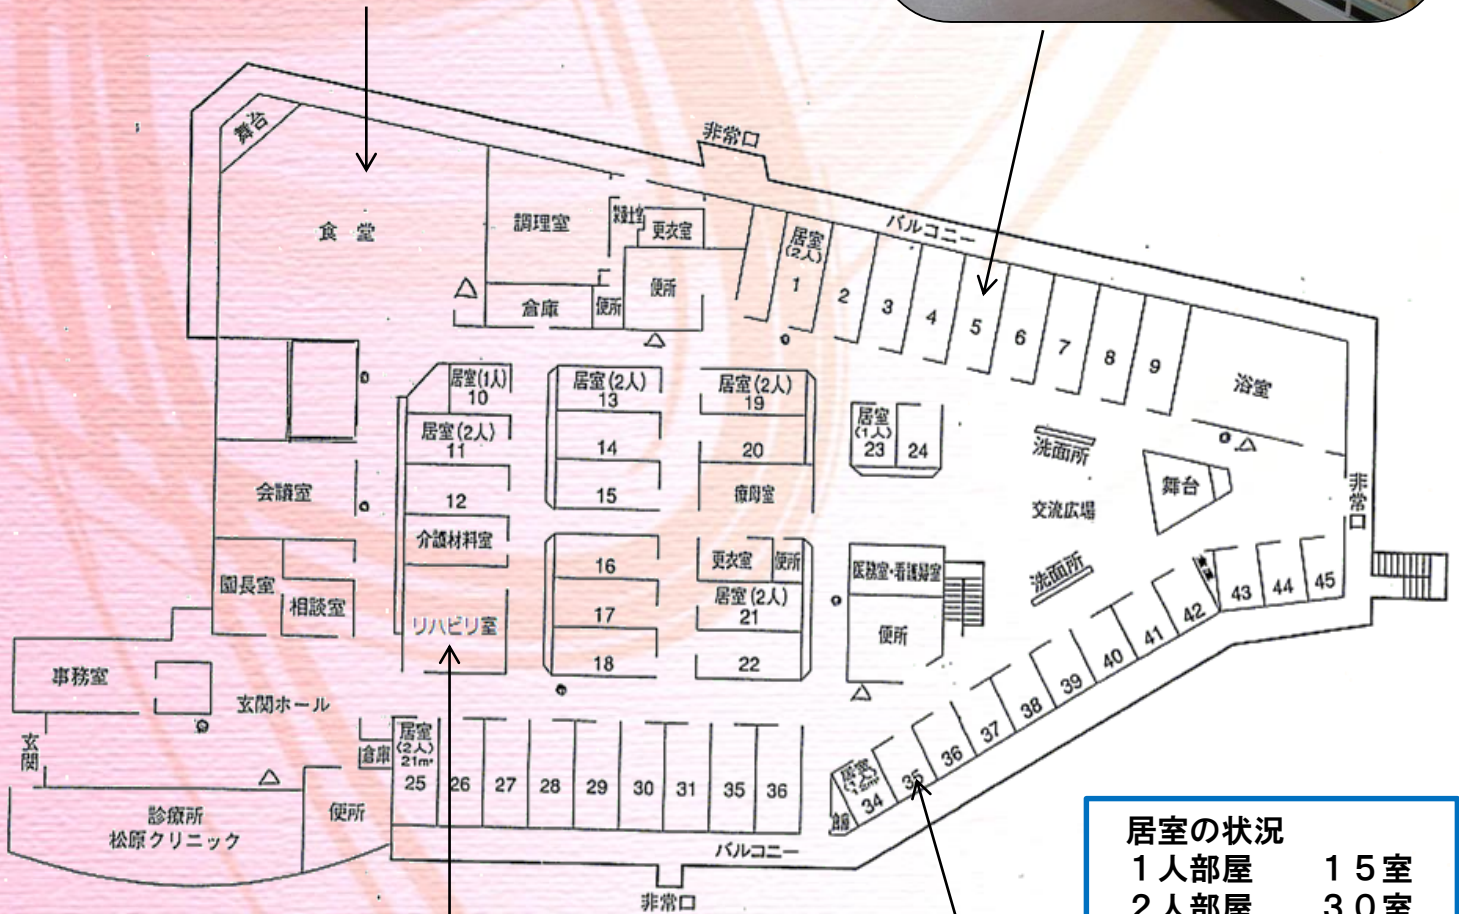 非常口
舞台
食堂
調理室
更衣室
便所
倉庫
便所
バルコニー
居室
(2人)
1
2
3
4
5
6
7
8
9
浴室
居室(1人)
10
居室(2人)
11
12
介護材料室
リハビリ室
居室(2人)
13
14
15
16
17
18
居室(2人)
19
20
寮母室
更衣室
便所
居室(2人)
21
22
居室
(1人)
23
24
洗面所
舞台
交流広場
洗面所
非常口
医務室・看護婦室
便所
会議室
園長室
相談室
事務室
玄関ホール
玄関
倉庫
診療所
松原クリニック
便所
居室
(2人)
21㎡
25
26
27
28
29
30
31
35
36
居室
34
35
36
37
38
39
40
41
42
43
44
45
バルコニー
非常口
居室の状況
1人部屋　　15室
2人部屋　　30室